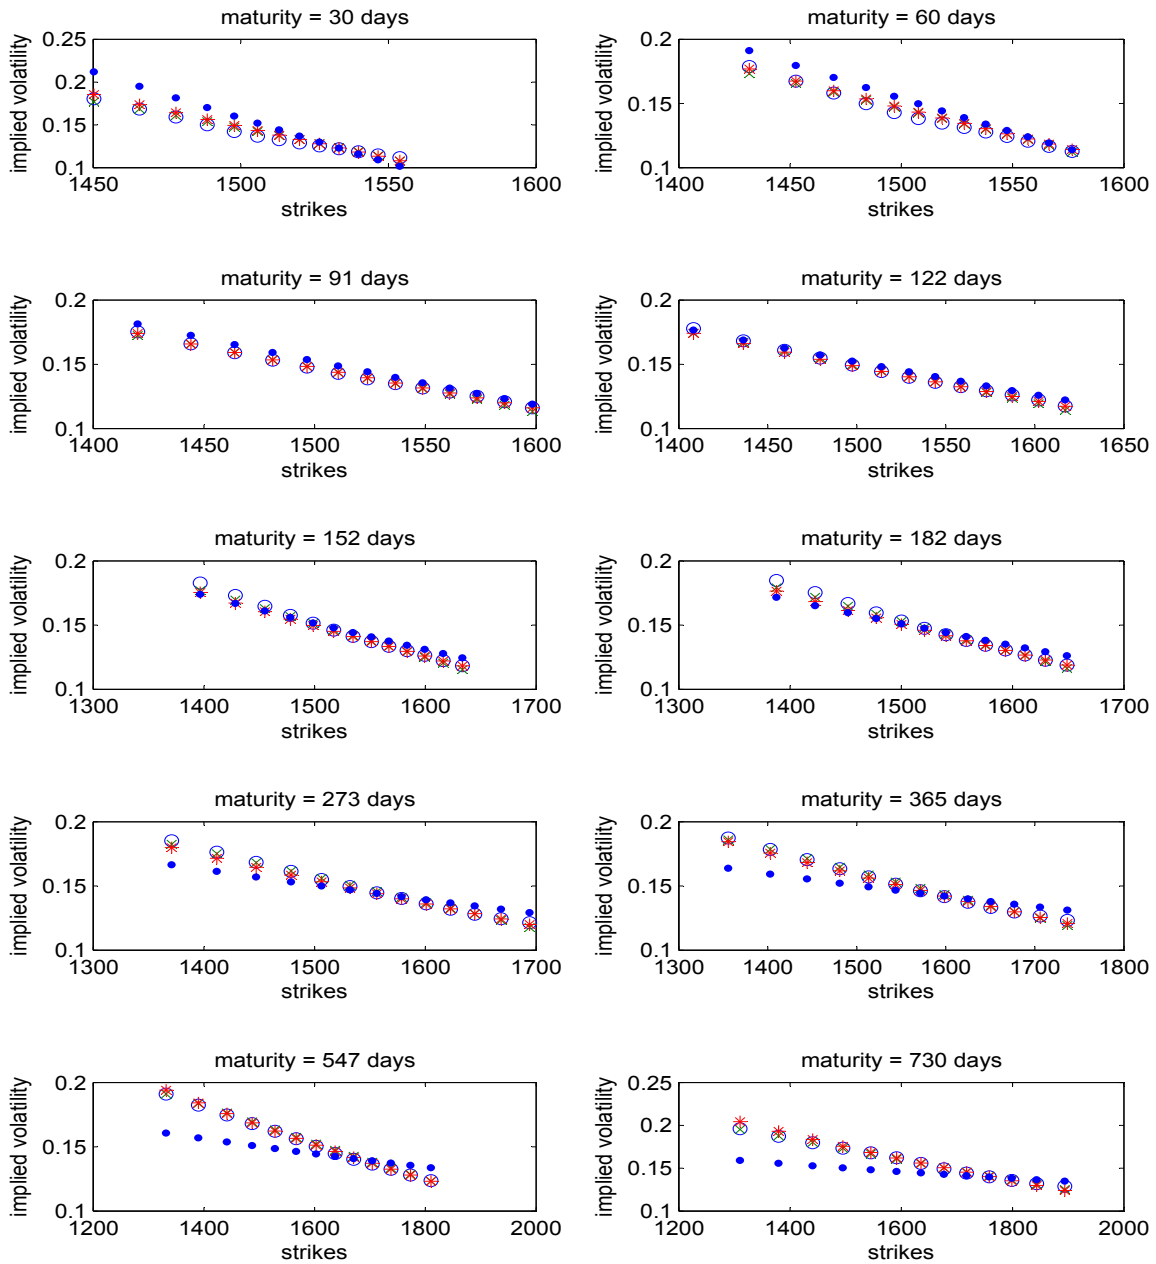 maturity = 30 days
implied volatility
0.25
0.2
0.15
0.1
1450
1500
1550
1600
strikes
maturity = 60 days
implied volatility
0.2
0.15
0.1
1400
1450
1500
1550
1600
strikes
maturity = 91 days
implied volatility
0.2
0.15
0.1
1400
1450
1500
1550
1600
strikes
maturity = 122 days
implied volatility
0.2
0.15
0.1
1400
1450
1500
1550
1600
1650
strikes
maturity = 152 days
implied volatility
0.2
0.15
0.1
1300
1400
1500
1600
1700
strikes
maturity = 182 days
implied volatility
0.2
0.15
0.1
1300
1400
1500
1600
1700
strikes
maturity = 273 days
implied volatility
0.2
0.15
0.1
1300
1400
1500
1600
1700
strikes
maturity = 365 days
implied volatility
0.2
0.15
0.1
1300
1400
1500
1600
1700
1800
strikes
maturity = 547 days
implied volatility
0.2
0.15
0.1
1200
1400
1600
1800
2000
strikes
maturity = 730 days
implied volatility
0.25
0.2
0.15
0.1
1200
1400
1600
1800
2000
strikes